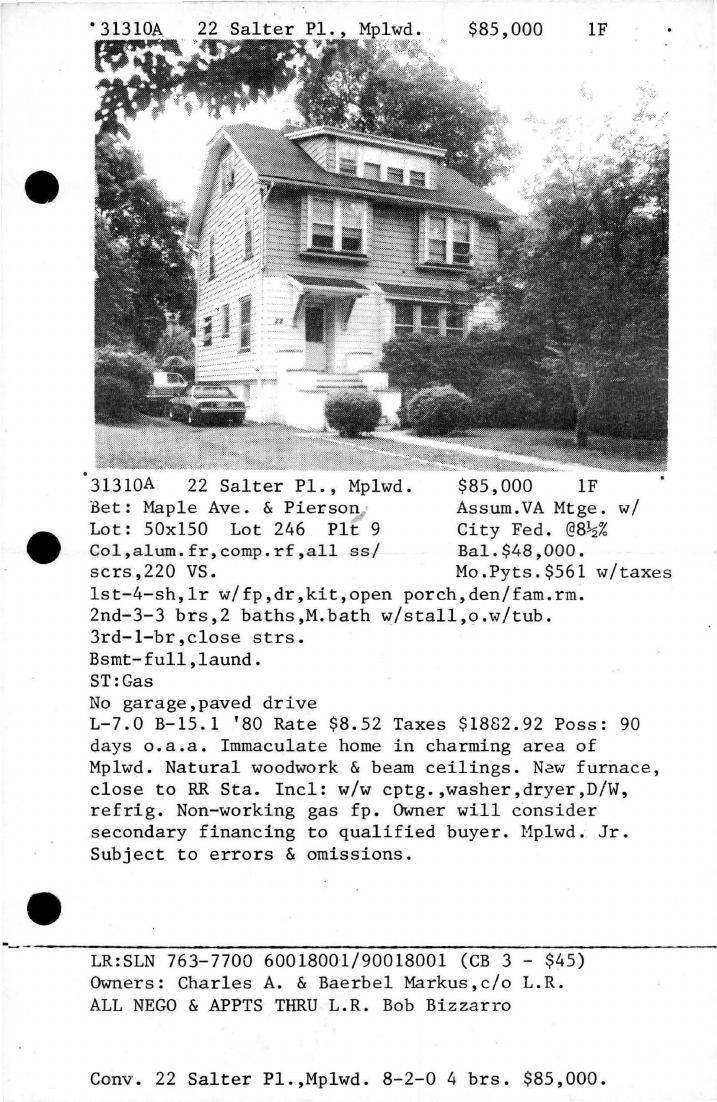 31310A 22 Salter Pl., Mplwd. $85,000 1F
22
31310A 22 Salter Pl., Mplwd. $85,000 1F
Bet: Maple Ave. & Pierson Assum.VA Mtge. w/
Lot: 50x150 Lot 246 Plt 9 City Fed. @8½%
Col,alum.fr,comp.rf,all ss/ Bal.$48,000.
scrs,220 VS. Mo.Pyts.$561 w/taxes
1st-4-sh,lr w/fp,dr,kit,open porch,den/fam.rm.
2nd-3-3 brs,2 baths,M.bath w/stall,o.w/tub.
3rd-1-br,close strs.
Bsmt-full,laund.
ST:Gas
No garage,paved drive
L-7.0 B-15.1 '80 Rate $8.52 Taxes $1882.92 Poss: 90
days o.a.a. Immaculate home in charming area of
Mplwd. Natural woodwork & beam ceilings. New furnace,
close to RR Sta. Incl: w/w cptg.,washer,dryer,D/W,
refrig. Non-working gas fp. Owner will consider
secondary financing to qualified buyer. Mplwd. Jr.
Subject to errors & omissions.
LR:SLN 763-7700 60018001/90018001 (CB 3 - $45)
Owners: Charles A. & Baerbel Markus,c/o L.R.
ALL NEGO & APPTS THRU L.R. Bob Bizzarro
Conv. 22 Salter Pl.,Mplwd. 8-2-0 4 brs. $85,000.